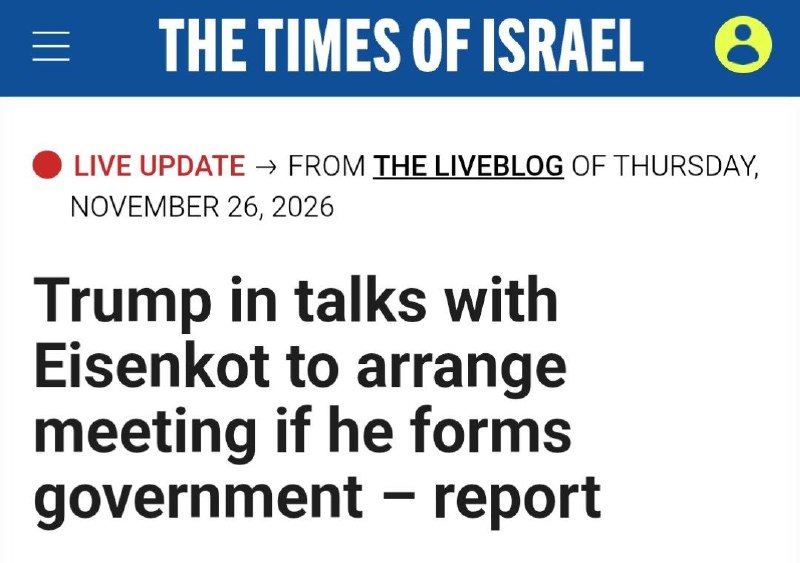 THE TIMES OF ISRAEL
LIVE UPDATE → FROM THE LIVEBLOG OF THURSDAY,
NOVEMBER 26, 2026
Trump in talks with
Eisenkot to arrange
meeting if he forms
government – report